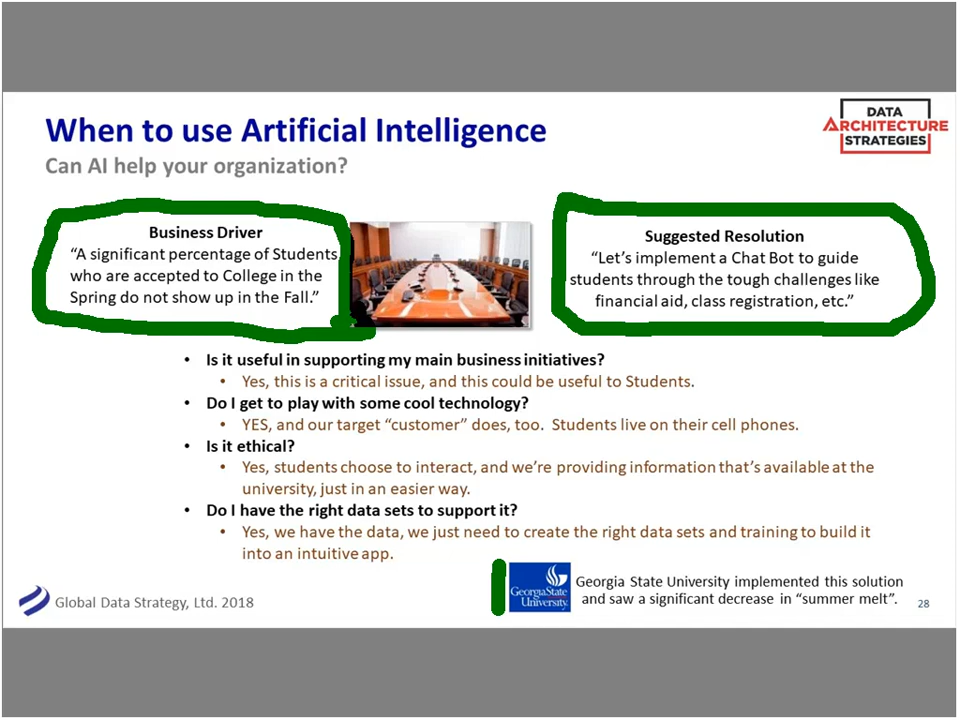 When to use Artificial Intelligence
Can AI help your organization?
DATA
ARCHITECTURE
STRATEGIES
Business Driver
“A significant percentage of Students
who are accepted to College in the
Spring do not show up in the Fall.”
Suggested Resolution
“Let’s implement a Chat Bot to guide
students through the tough challenges like
financial aid, class registration, etc.”
• Is it useful in supporting my main business initiatives?
• Yes, this is a critical issue, and this could be useful to Students.
• Do I get to play with some cool technology?
• YES, and our target “customer” does, too. Students live on their cell phones.
• Is it ethical?
• Yes, students choose to interact, and we’re providing information that’s available at the
university, just in an easier way.
• Do I have the right data sets to support it?
• Yes, we have the data, we just need to create the right data sets and training to build it
into an intuitive app.
Global Data Strategy, Ltd. 2018
GeorgiaState
University
Georgia State University implemented this solution
and saw a significant decrease in “summer melt”.
28